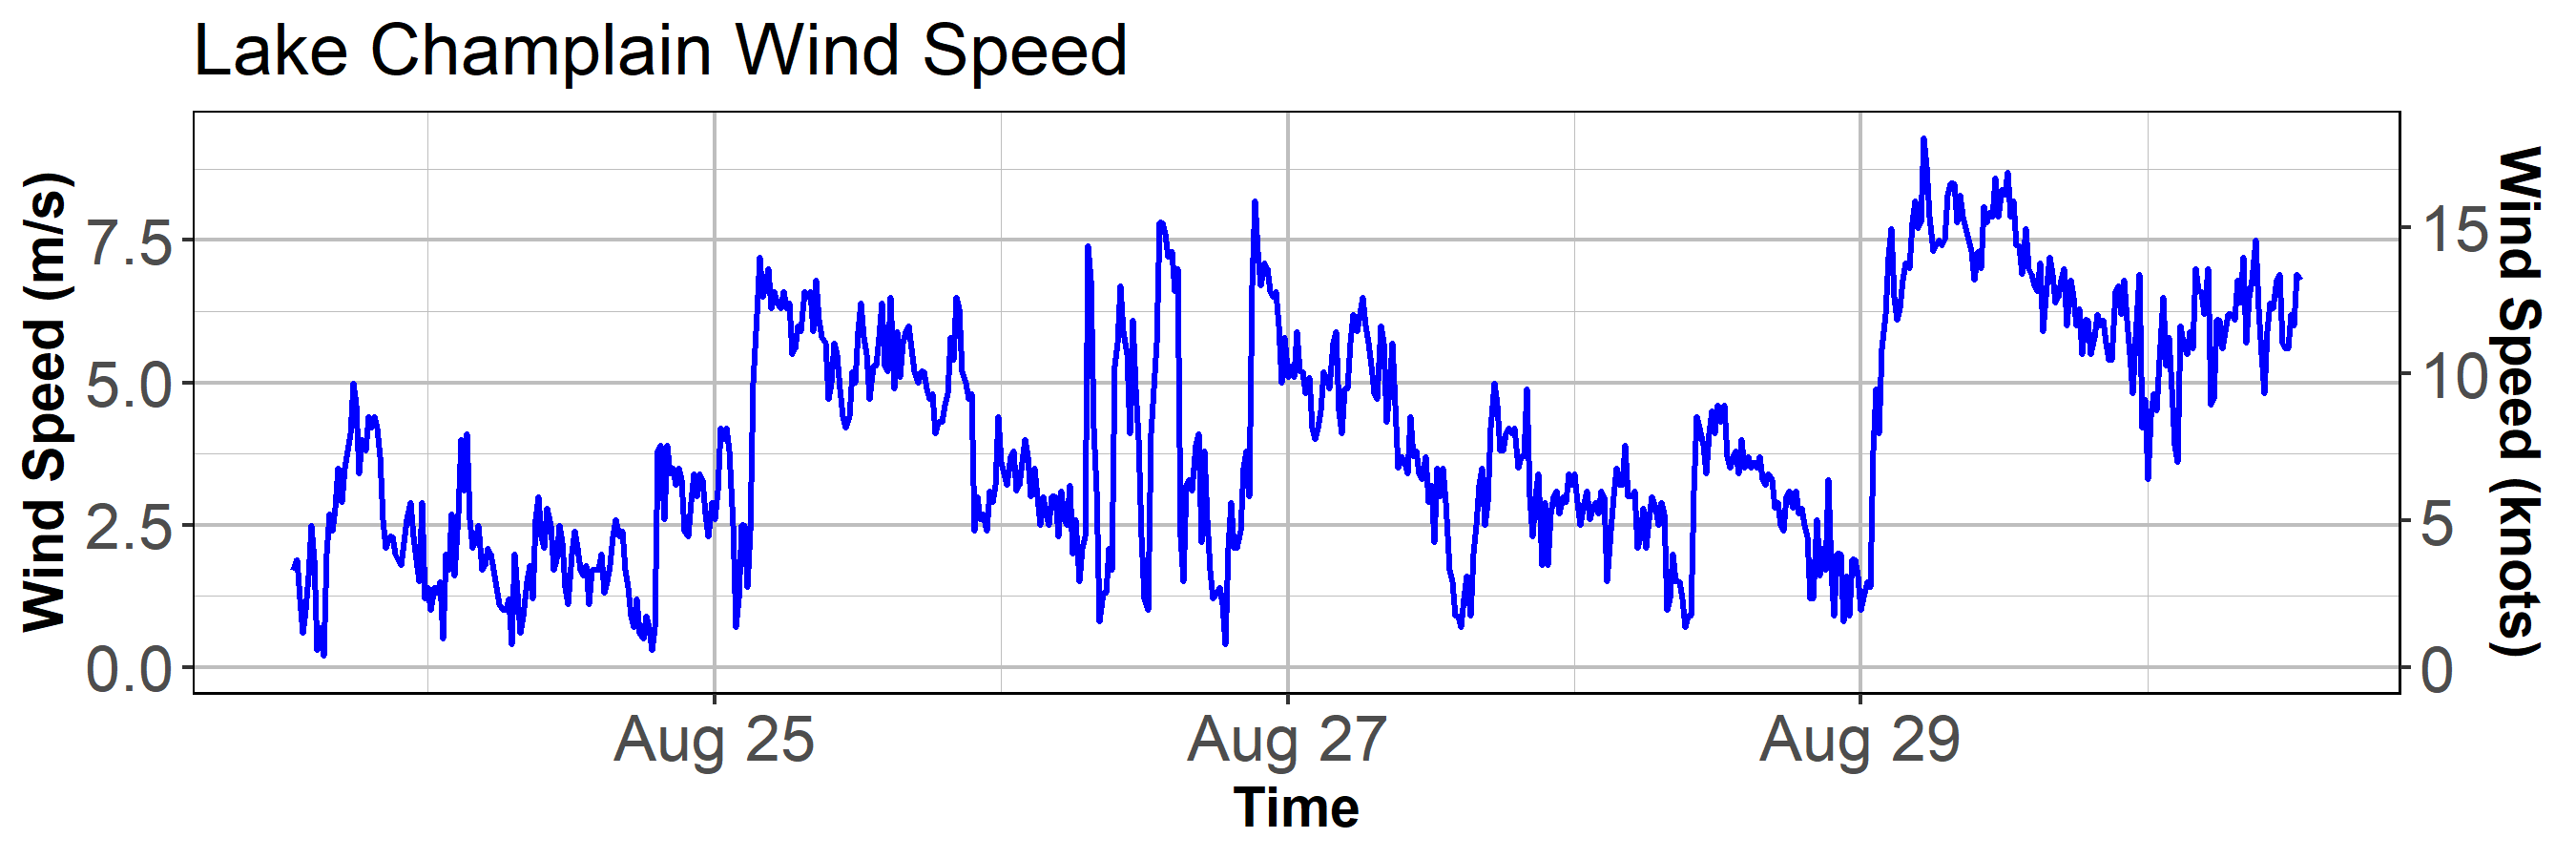 Lake Champlain Wind Speed
Wind Speed (m/s)
7.5
5.0
2.5
0.0
Wind Speed (knots)
15
10
5
0
Aug 25 Aug 27 Aug 29
Time